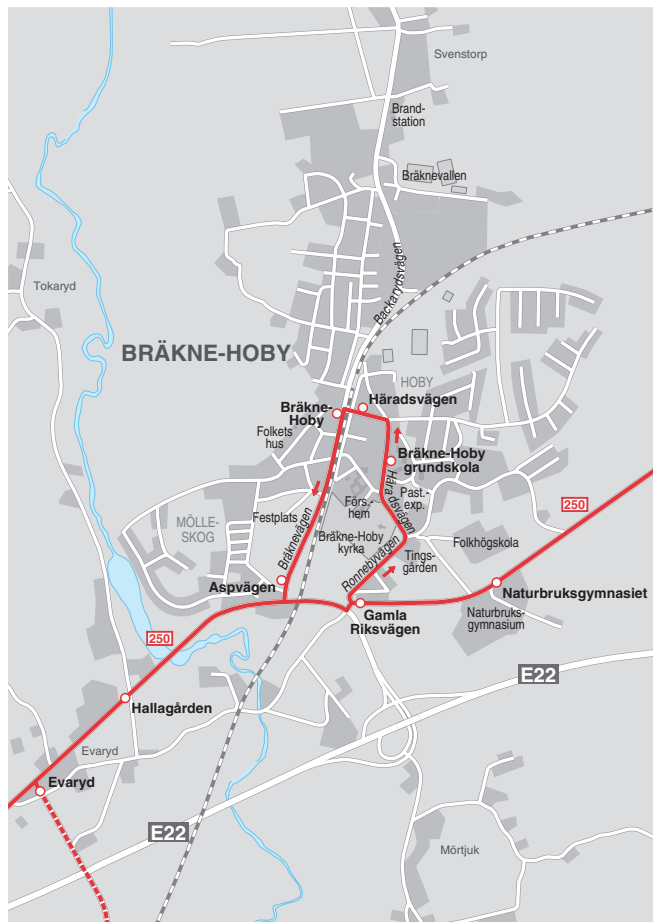 Svenstorp
Brand-
station
Bräknevallen
Backarydsvägen
Tokaryd
BRÄKNE-HOBY
HOBY
Häradsvägen
Bräkne-
Hoby
Folkets
hus
Bräkne-Hoby
grundskola
Häradsvägen
Past.-
exp.
Förs.-
hem
250
Festplats
MÖLLE-
SKOG
Bräknevägen
Bräkne-Hoby
kyrka
Ronnebyvägen
Tings-
gården
Folkhögskola
Aspvägen
Naturbruksgymnasiet
Naturbruks-
gymnasium
Gamla
Riksvägen
250
E22
Hallagården
Evaryd
Evaryd
E22
Mörtjuk